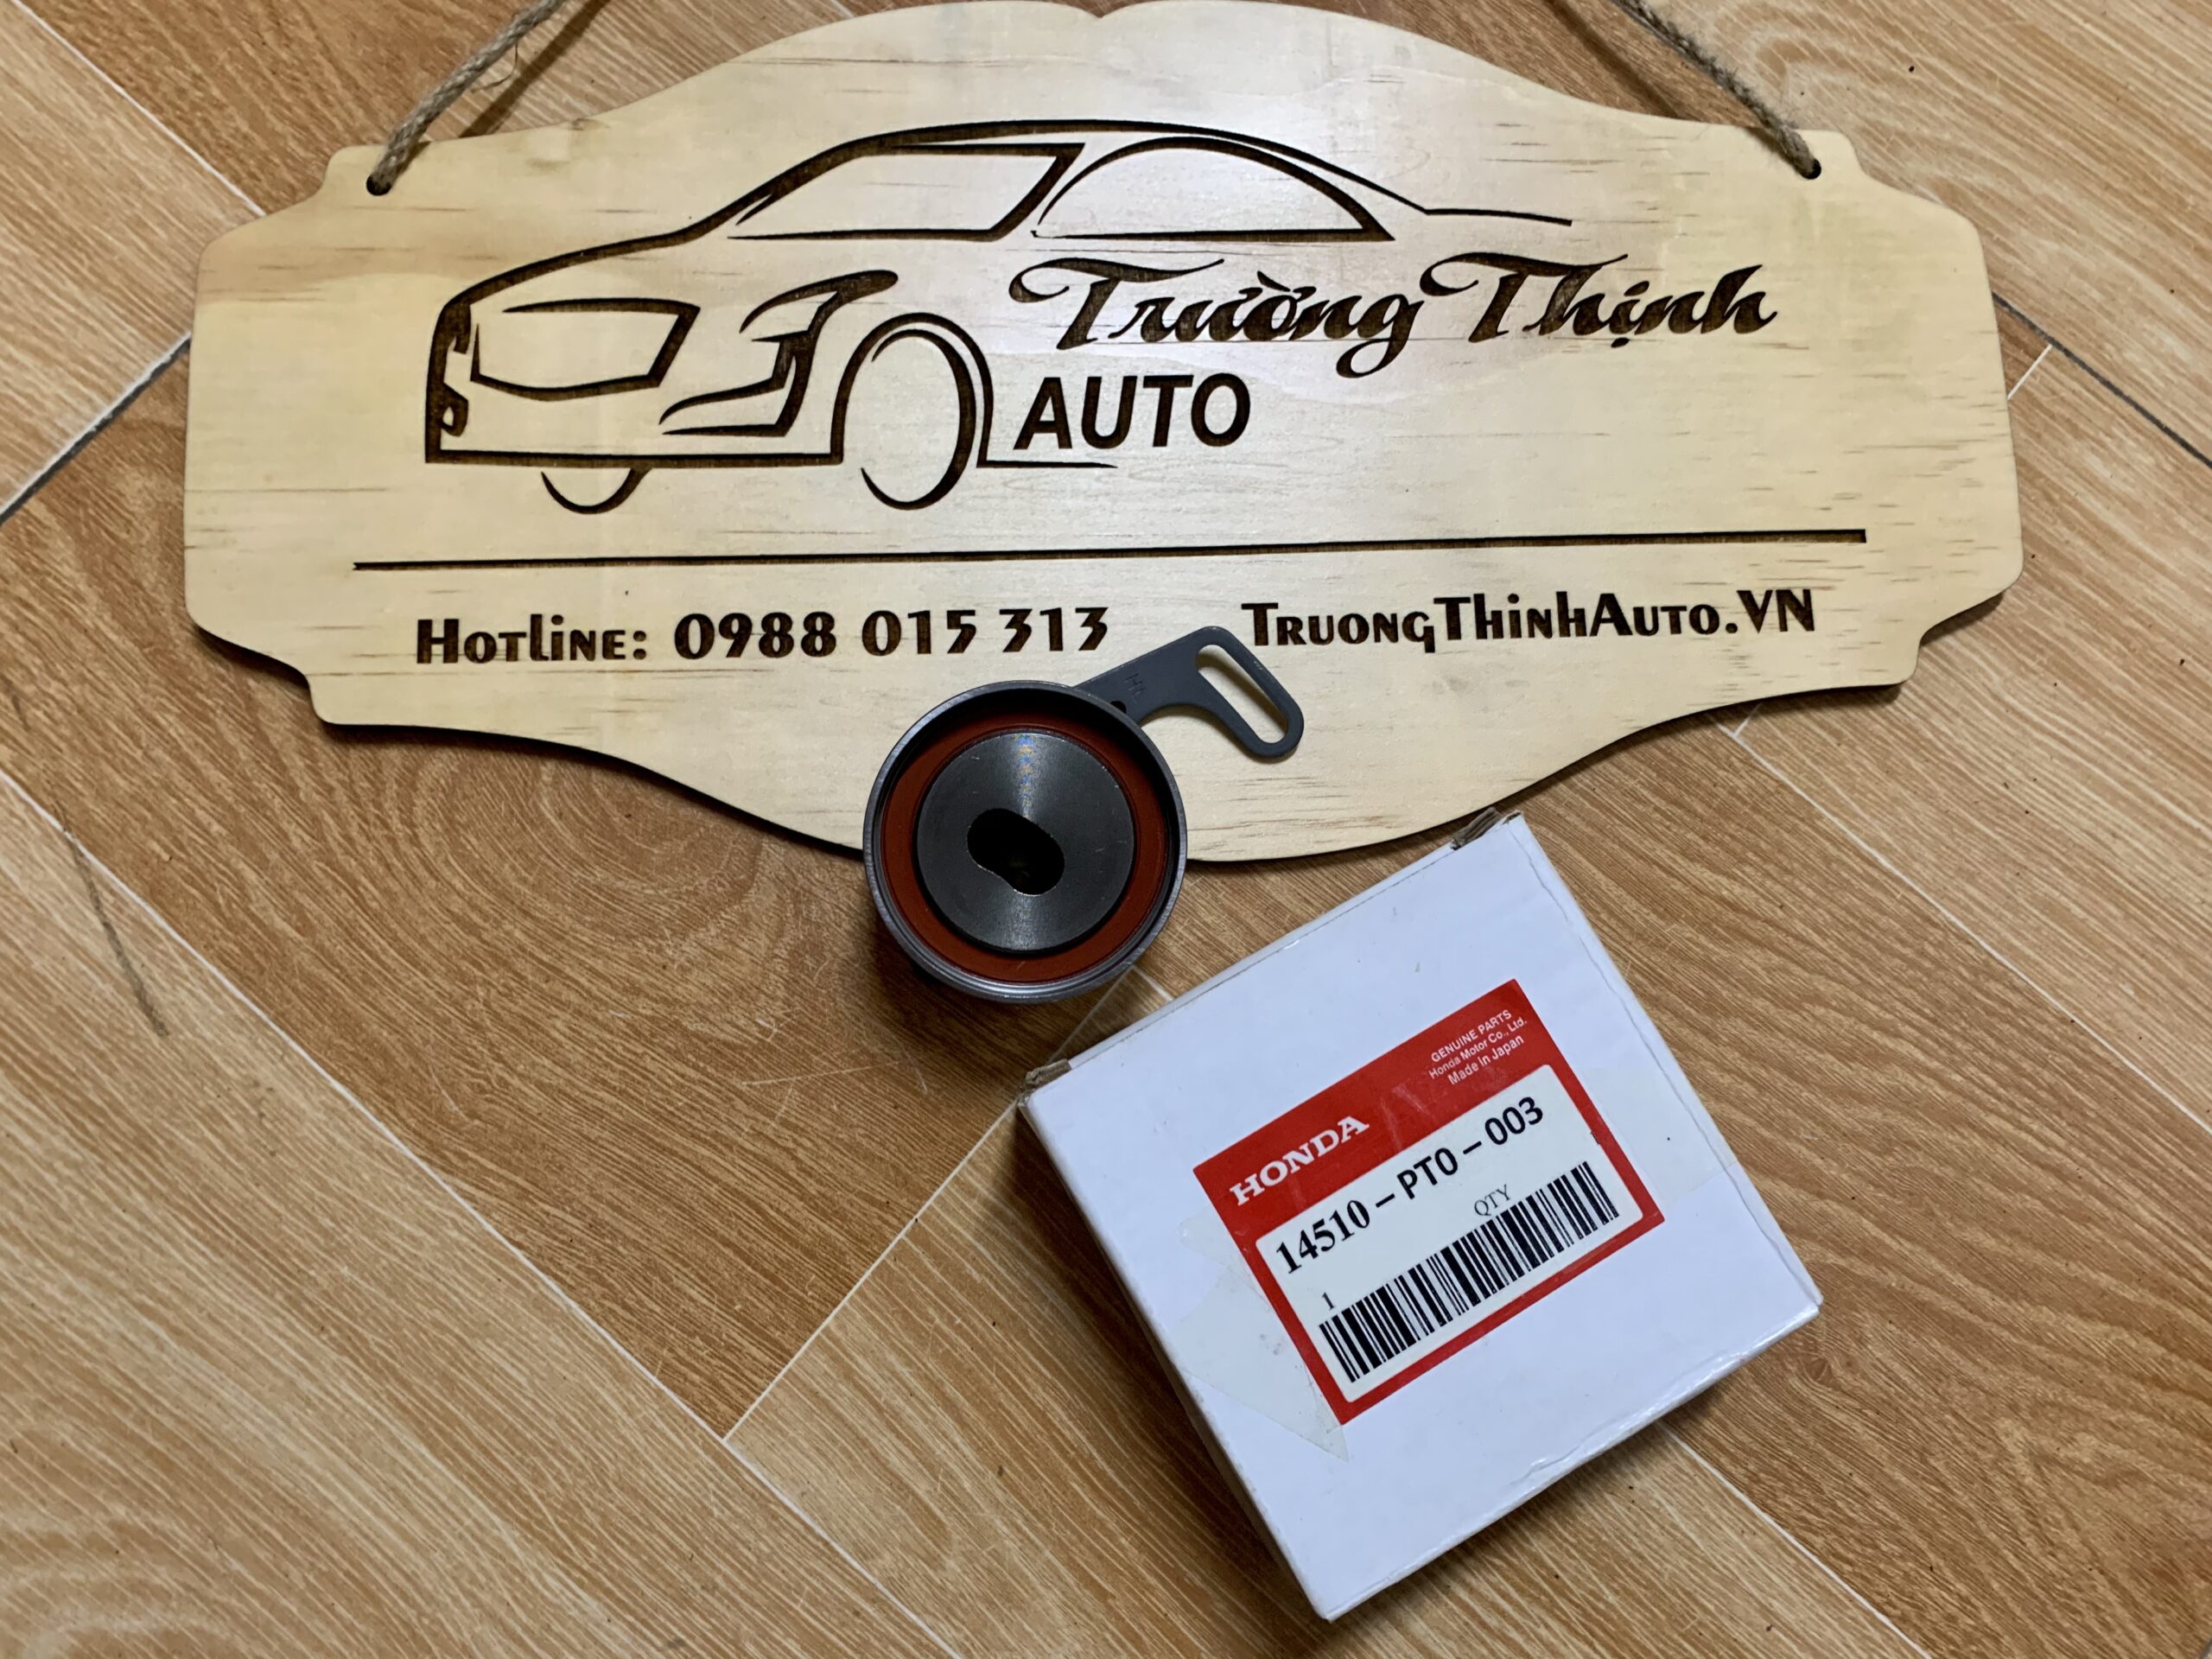 Trường Thịnh
AUTO
Hotline: 0988 015 313
TruongThinhAuto.VN
GENUINE PARTS
Honda Motor Co., Ltd.
Made in Japan
HONDA
14510-PT0-003
QTY
1